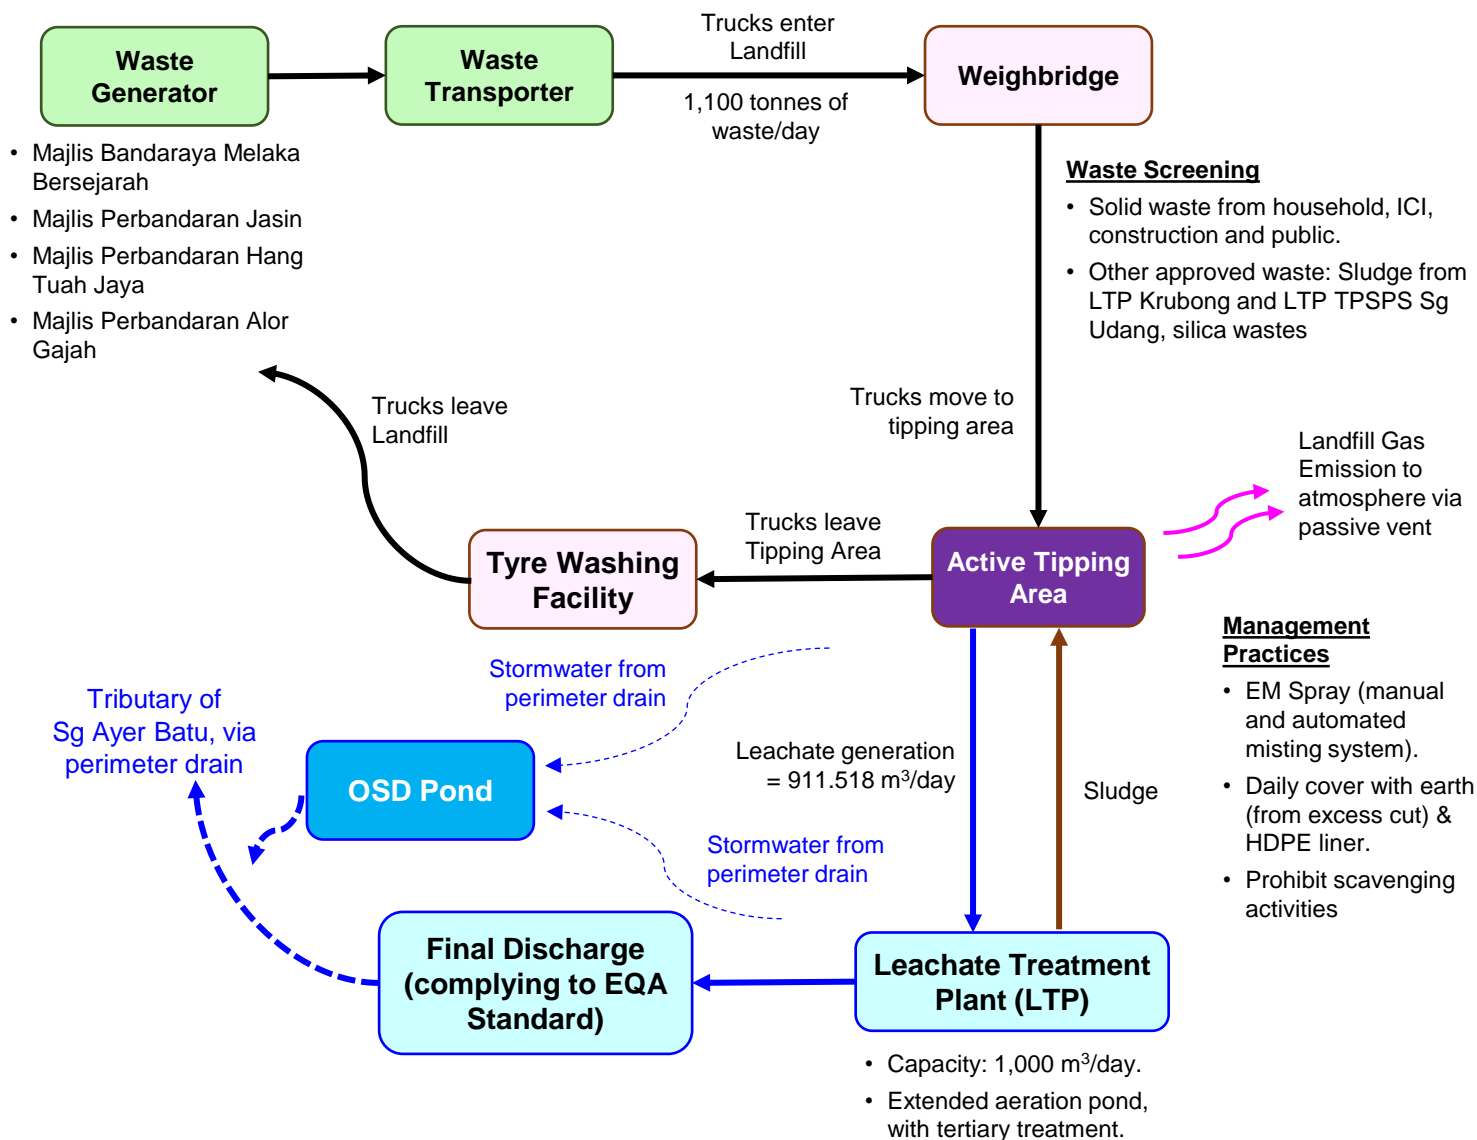 Waste
Generator
Waste
Transporter
Trucks enter
Landfill
1,100 tonnes of
waste/day
Weighbridge
• Majlis Bandaraya Melaka
Bersejarah
• Majlis Perbandaran Jasin
• Majlis Perbandaran Hang
Tuah Jaya
• Majlis Perbandaran Alor
Gajah
Waste Screening
• Solid waste from household, ICI,
construction and public.
• Other approved waste: Sludge from
LTP Krubong and LTP TPSPS Sg
Udang, silica wastes
Trucks leave
Landfill
Trucks move to
tipping area
Landfill Gas
Emission to
atmosphere via
passive vent
Tyre Washing
Facility
Trucks leave
Tipping Area
Active Tipping
Area
Management
Practices
• EM Spray (manual
and automated
misting system).
• Daily cover with earth
(from excess cut) &
HDPE liner.
• Prohibit scavenging
activities
Stormwater from
perimeter drain
Tributary of
Sg Ayer Batu, via
perimeter drain
OSD Pond
Leachate generation
= 911.518 m³/day
Sludge
Stormwater from
perimeter drain
Final Discharge
(complying to EQA
Standard)
Leachate Treatment
Plant (LTP)
• Capacity: 1,000 m³/day.
• Extended aeration pond,
with tertiary treatment.